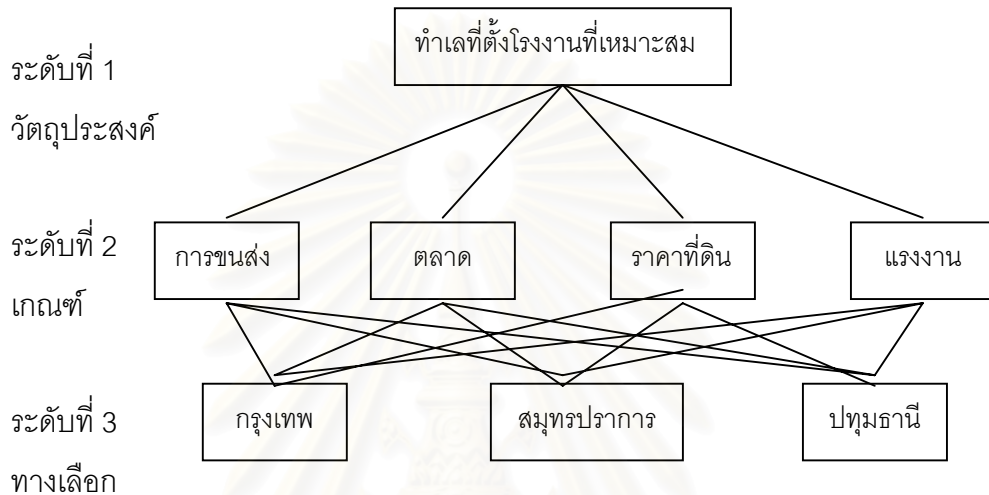 ทำเลที่ตั้งโรงงานที่เหมาะสม
ระดับที่ 1
วัตถุประสงค์
ระดับที่ 2
เกณฑ์
การขนส่ง
ตลาด
ราคาที่ดิน
แรงงาน
ระดับที่ 3
ทางเลือก
กรุงเทพ
สมุทรปราการ
ปทุมธานี